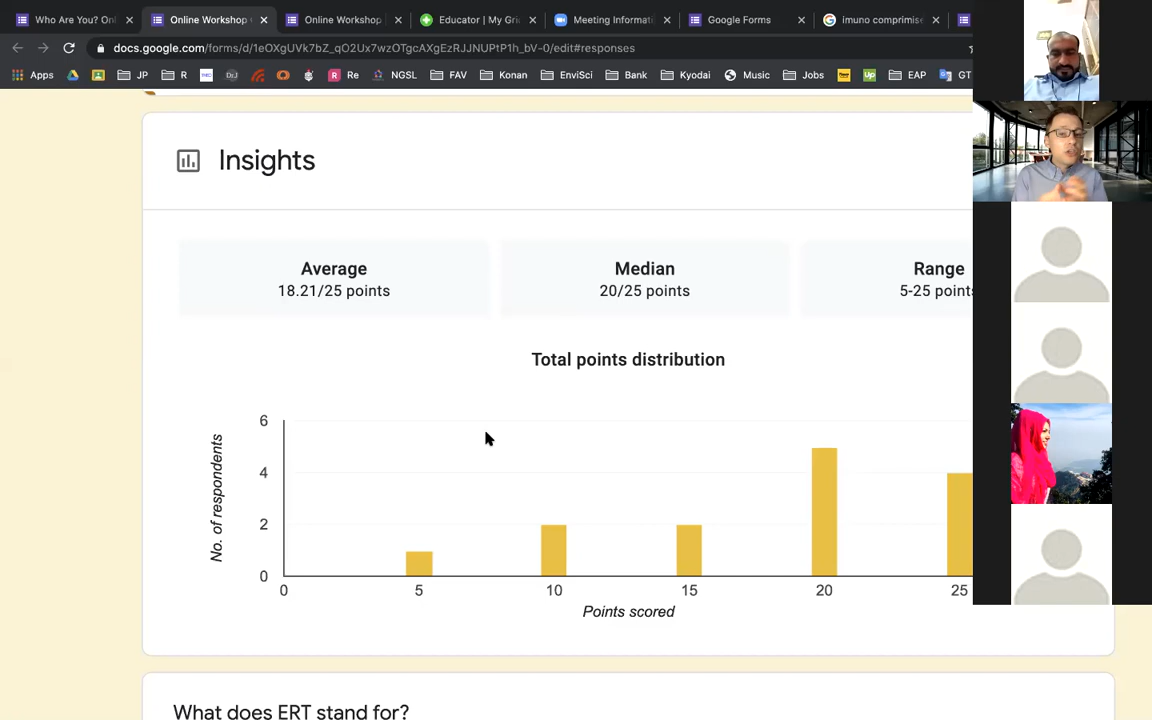 Who Are You? Onl
Online Workshop
Online Workshop
Educator | My Gri
Meeting Informati
Google Forms
imuno comprimise
docs.google.com/forms/d/1eOXgUVk7bZ_qO2Ux7wzOTgcAXgEzRJJNUPtP1h_bV-0/edit#responses
Apps JP R Re NGSL FAV Konan EnviSci Bank Kyodai Music Jobs Up EAP GT
Insights
Average
18.21/25 points
Median
20/25 points
Range
5-25 points
Total points distribution
No. of respondents
6
4
2
0
0 5 10 15 20 25
Points scored
What does ERT stand for?